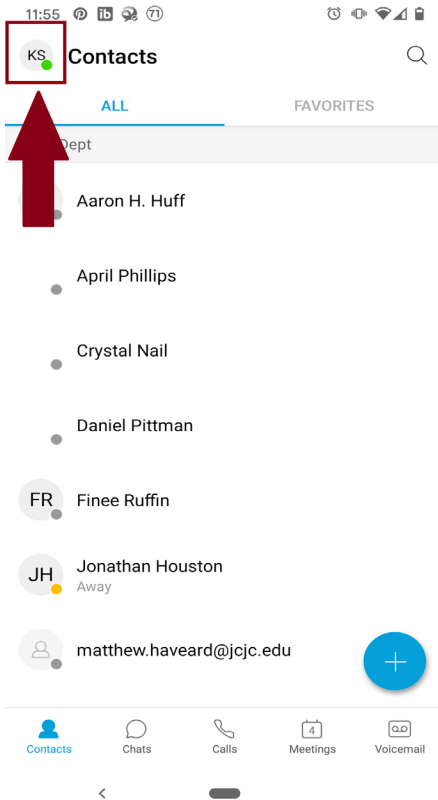 11:55 71
KS Contacts
ALL FAVORITES
Dept
Aaron H. Huff
April Phillips
Crystal Nail
Daniel Pittman
FR Finee Ruffin
JH Jonathan Houston
Away
matthew.haveard@jcjc.edu
4
Contacts Chats Calls Meetings Voicemail